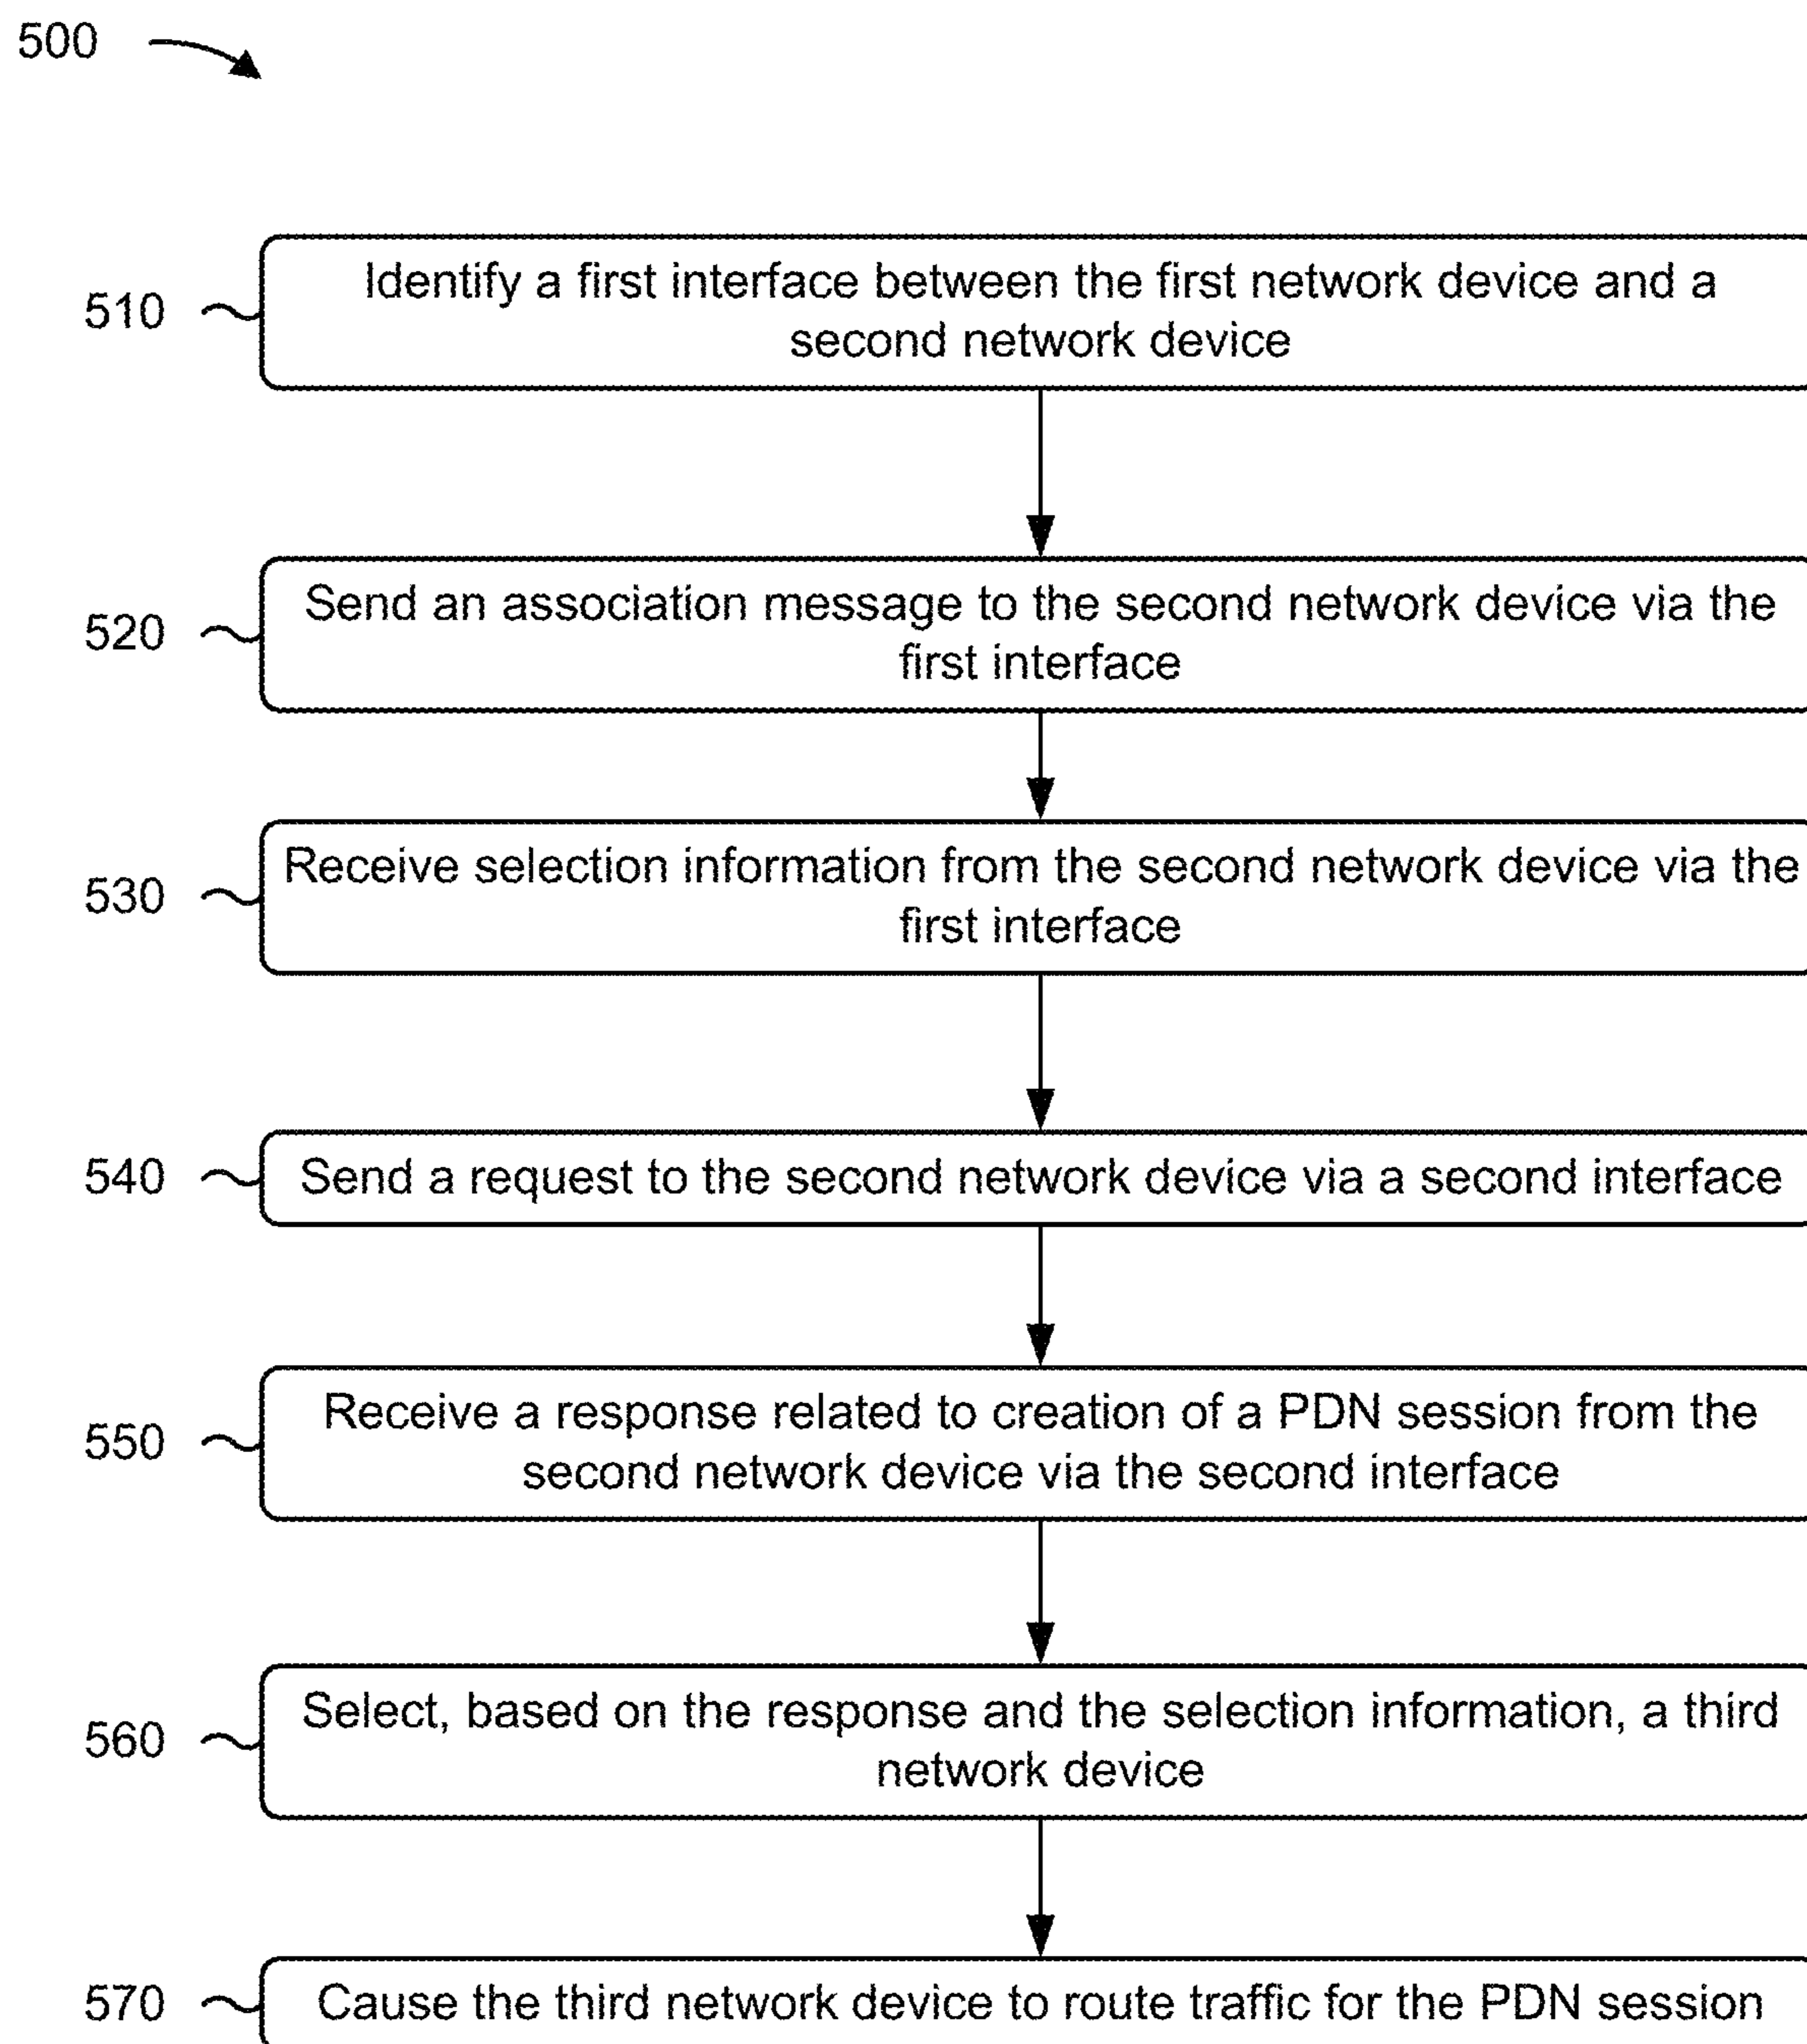 500
510
Identify a first interface between the first network device and a
second network device
520
Send an association message to the second network device via the
first interface
530
Receive selection information from the second network device via the
first interface
540
Send a request to the second network device via a second interface
550
Receive a response related to creation of a PDN session from the
second network device via the second interface
560
Select, based on the response and the selection information, a third
network device
570
Cause the third network device to route traffic for the PDN session